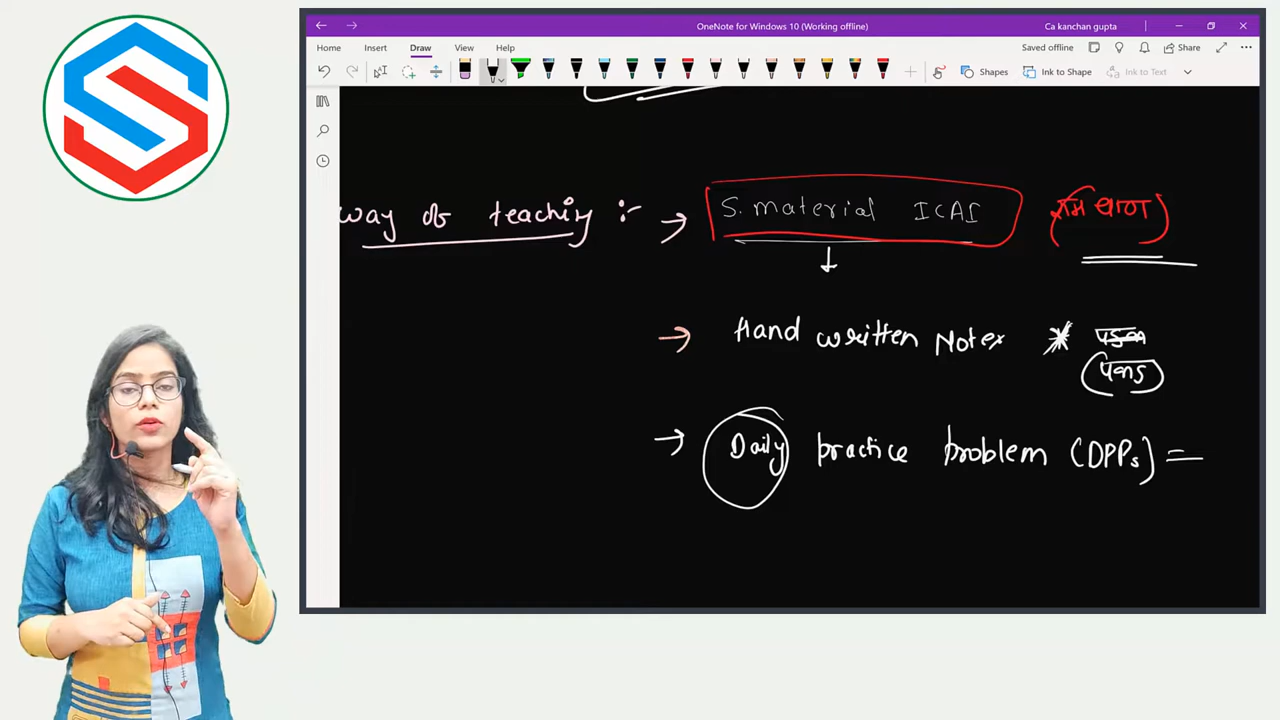 OneNote for Windows 10 (Working offline)
Ca kanchan gupta
Home Insert Draw View Help
Saved offline
Share
Shapes
Ink to Shape
Ink to Text
way of teaching :- → S. material ICAI (राम बाण)
↓
→ Hand written Notes *
→ Daily practice problem (DPPs) =